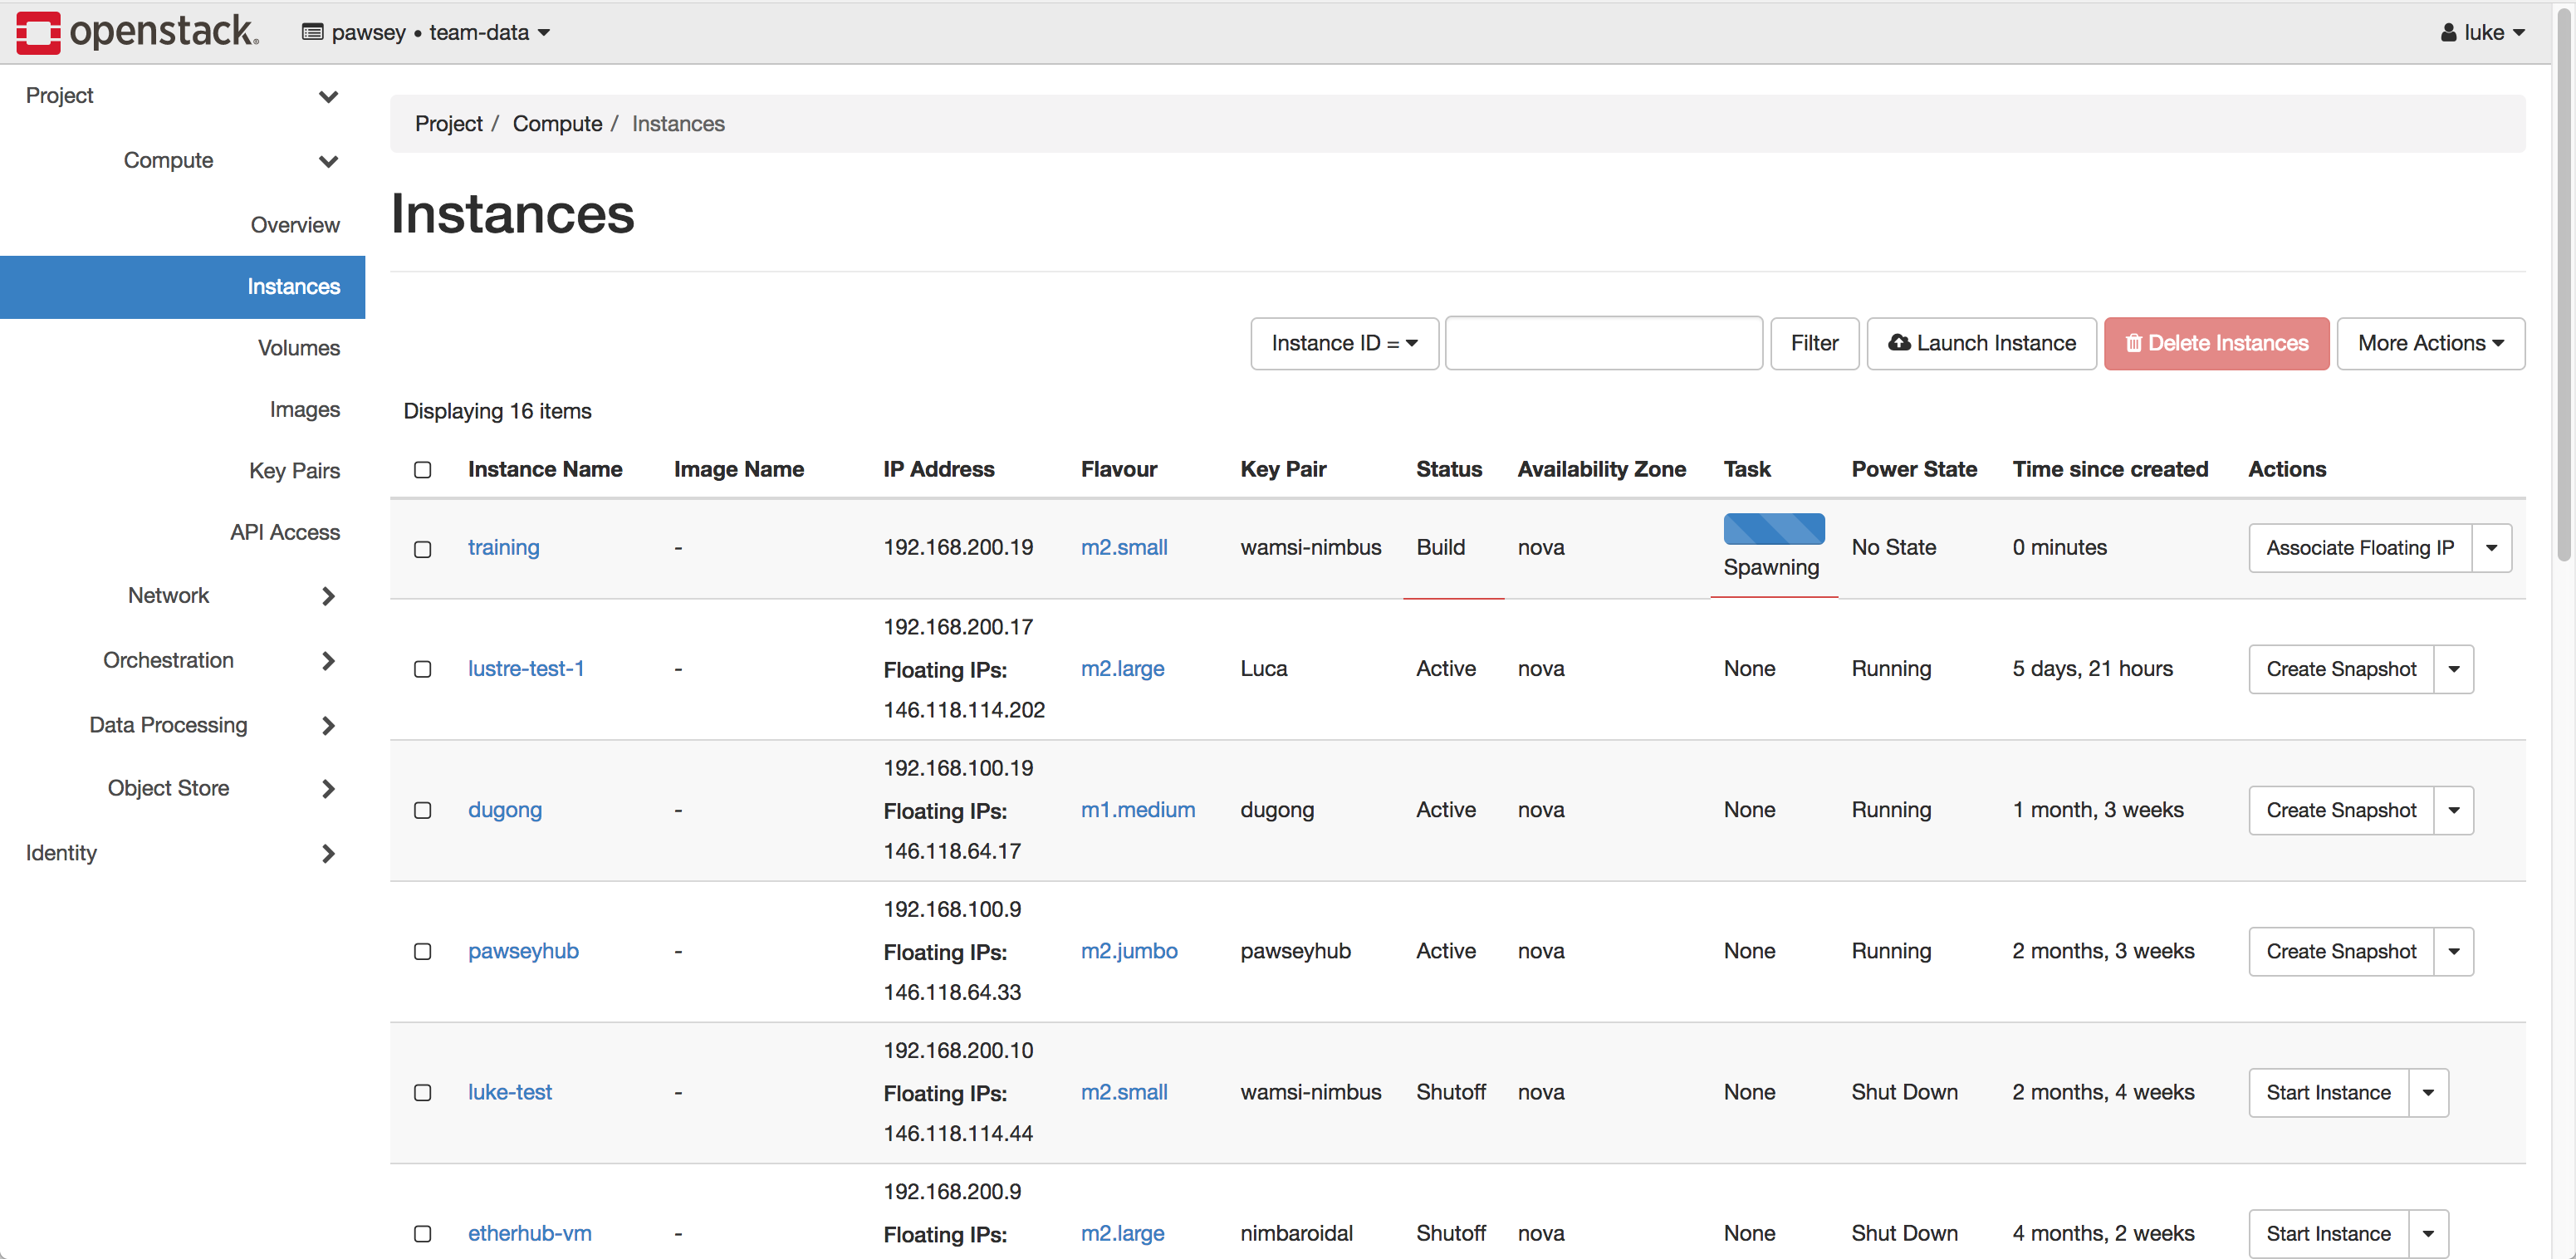 openstack.
pawsey • team-data
luke
Project
Compute
Overview
Instances
Volumes
Images
Key Pairs
API Access
Network
Orchestration
Data Processing
Object Store
Identity
Project / Compute / Instances
Instances
Instance ID =
Filter
Launch Instance
Delete Instances
More Actions
Displaying 16 items
Instance Name Image Name IP Address Flavour Key Pair Status Availability Zone Task Power State Time since created Actions
training - 192.168.200.19 m2.small wamsi-nimbus Build nova Spawning No State 0 minutes Associate Floating IP
192.168.200.17
lustre-test-1 - Floating IPs: m2.large Luca Active nova None Running 5 days, 21 hours Create Snapshot
146.118.114.202
192.168.100.19
dugong - Floating IPs: m1.medium dugong Active nova None Running 1 month, 3 weeks Create Snapshot
146.118.64.17
192.168.100.9
pawseyhub - Floating IPs: m2.jumbo pawseyhub Active nova None Running 2 months, 3 weeks Create Snapshot
146.118.64.33
192.168.200.10
luke-test - Floating IPs: m2.small wamsi-nimbus Shutoff nova None Shut Down 2 months, 4 weeks Start Instance
146.118.114.44
192.168.200.9
etherhub-vm - Floating IPs: m2.large nimbaroidal Shutoff nova None Shut Down 4 months, 2 weeks Start Instance